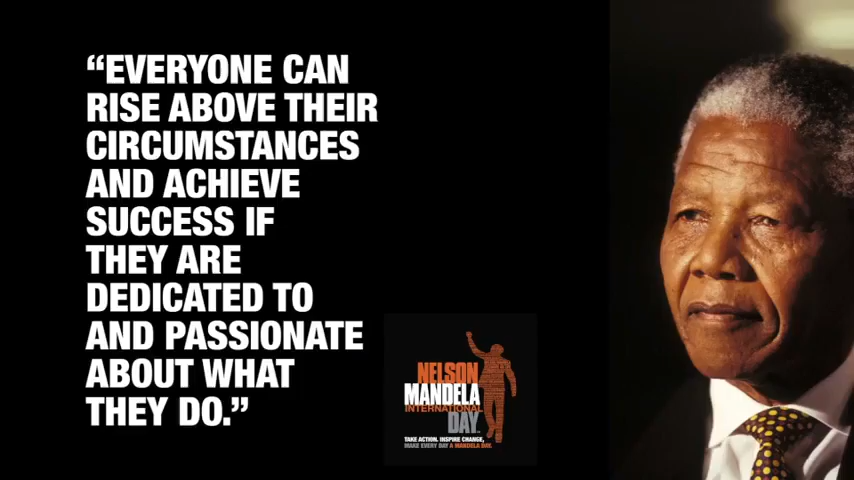 “EVERYONE CAN
RISE ABOVE THEIR
CIRCUMSTANCES
AND ACHIEVE
SUCCESS IF
THEY ARE
DEDICATED TO
AND PASSIONATE
ABOUT WHAT
THEY DO.”
NELSON
MANDELA
INTERNATIONAL
DAY
TAKE ACTION. INSPIRE CHANGE,
MAKE EVERY DAY A MANDELA DAY.